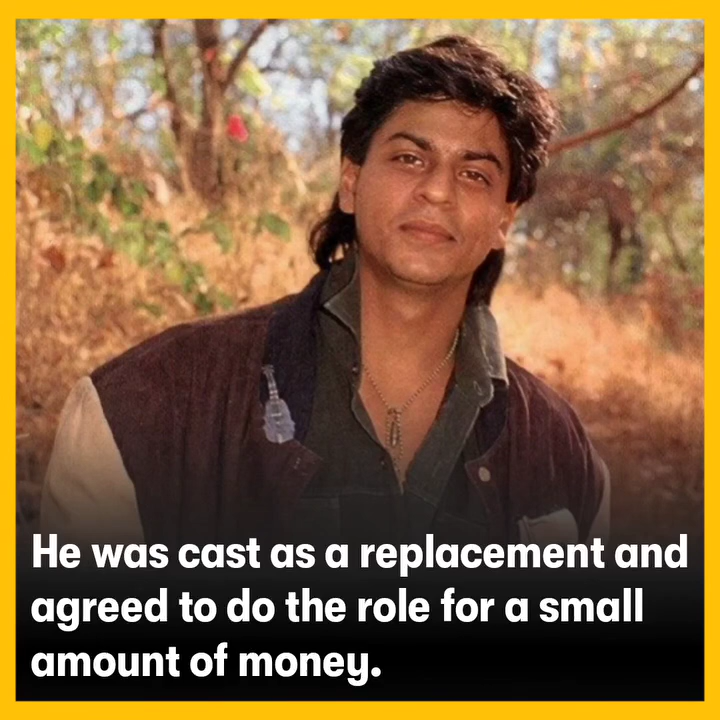 He was cast as a replacement and
agreed to do the role for a small
amount of money.